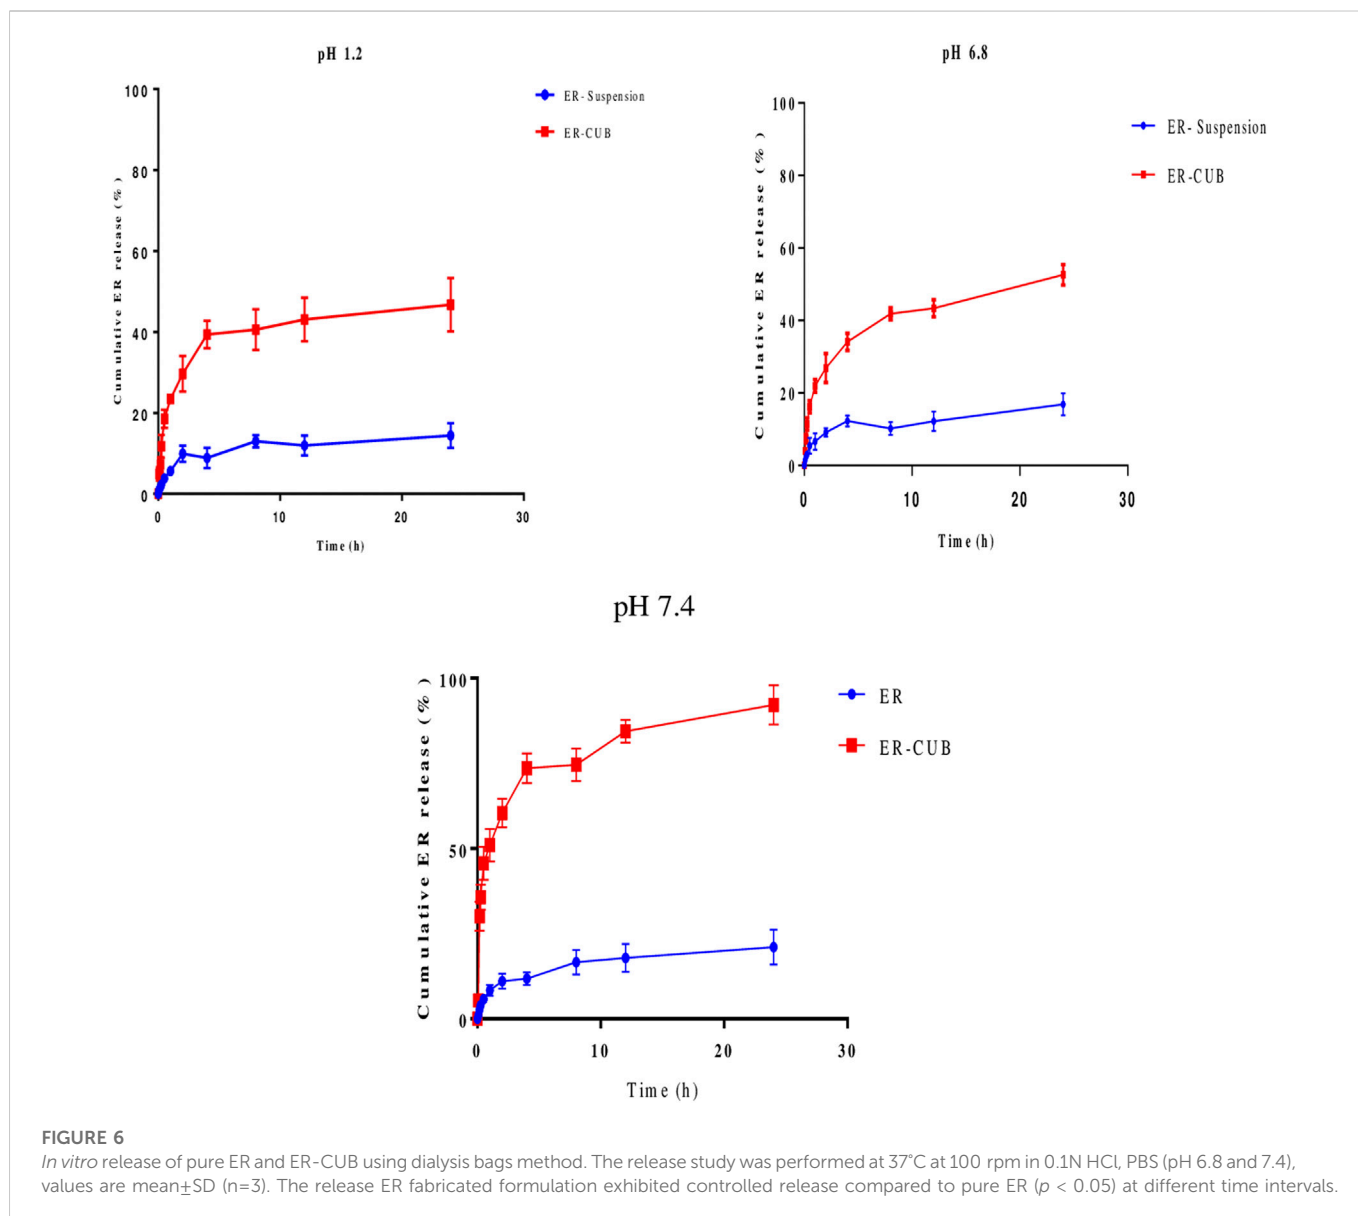 pH 1.2
ER- Suspension
ER-CUB
Cumulative ER release (%)
100
80
60
40
20
0
0 10 20 30
Time (h)
pH 6.8
ER- Suspension
ER-CUB
Cumulative ER release (%)
100
80
60
40
20
0
0 10 20 30
Time (h)
pH 7.4
ER
ER-CUB
Cumulative ER release (%)
100
50
0
0 10 20 30
Time (h)
FIGURE 6
In vitro release of pure ER and ER-CUB using dialysis bags method. The release study was performed at 37°C at 100 rpm in 0.1N HCl, PBS (pH 6.8 and 7.4),
values are mean±SD (n=3). The release ER fabricated formulation exhibited controlled release compared to pure ER (p < 0.05) at different time intervals.